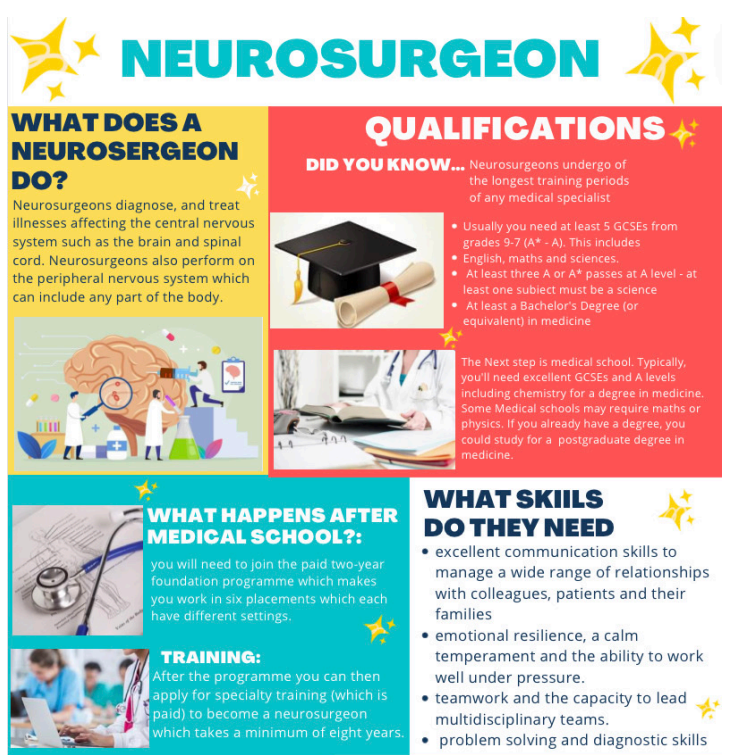 NEUROSURGEON
WHAT DOES A
NEUROSERGEON
DO?
Neurosurgeons diagnose, and treat
illnesses affecting the central nervous
system such as the brain and spinal
cord. Neurosurgeons also perform on
the peripheral nervous system which
can include any part of the body.
QUALIFICATIONS
DID YOU KNOW... Neurosurgeons undergo of
the longest training periods
of any medical specialist
• Usually you need at least 5 GCSEs from
grades 9-7 (A* - A). This includes
• English, maths and sciences.
• At least three A or A* passes at A level - at
least one subject must be a science
• At least a Bachelor's Degree (or
equivalent) in medicine
The Next step is medical school. Typically,
you'll need excellent GCSEs and A levels
including chemistry for a degree in medicine.
Some Medical schools may require maths or
physics. If you already have a degree, you
could study for a postgraduate degree in
medicine.
WHAT HAPPENS AFTER
MEDICAL SCHOOL?:
you will need to join the paid two-year
foundation programme which makes
you work in six placements which each
have different settings.
TRAINING:
After the programme you can then
apply for specialty training (which is
paid) to become a neurosurgeon
which takes a minimum of eight years.
WHAT SKIILS
DO THEY NEED
• excellent communication skills to
manage a wide range of relationships
with colleagues, patients and their
families
• emotional resilience, a calm
temperament and the ability to work
well under pressure.
• teamwork and the capacity to lead
multidisciplinary teams.
• problem solving and diagnostic skills